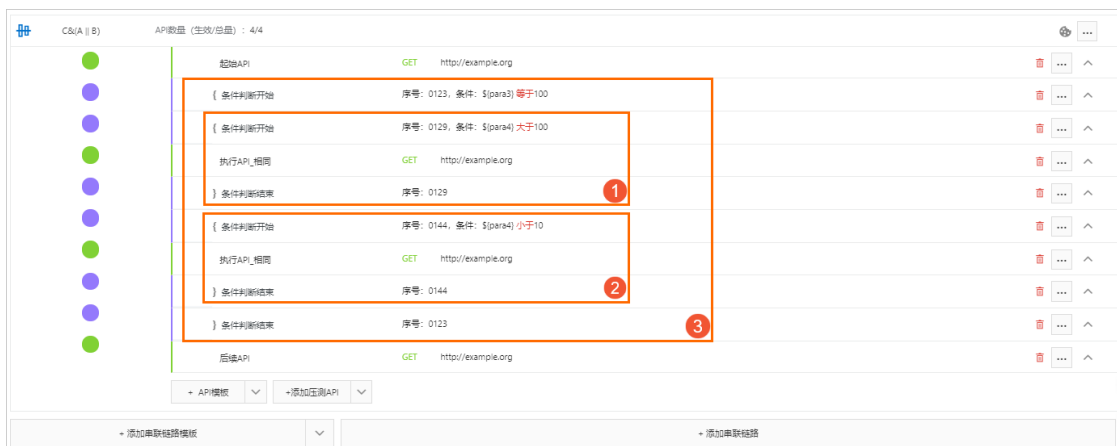 C&(A || B) API数量（生效/总量）: 4/4 ...
起始API GET http://example.org ...
{ 条件判断开始 序号: 0123, 条件: ${para3} 等于100 ...
{ 条件判断开始 序号: 0129, 条件: ${para4} 大于100 ...
执行API_相同 GET http://example.org ...
} 条件判断结束 序号: 0129 1 ...
{ 条件判断开始 序号: 0144, 条件: ${para4} 小于10 ...
执行API_相同 GET http://example.org ...
} 条件判断结束 序号: 0144 2 ...
} 条件判断结束 序号: 0123 3 ...
后续API GET http://example.org ...
+ API模板 +添加压测API
+ 添加串联链路模板 + 添加串联链路